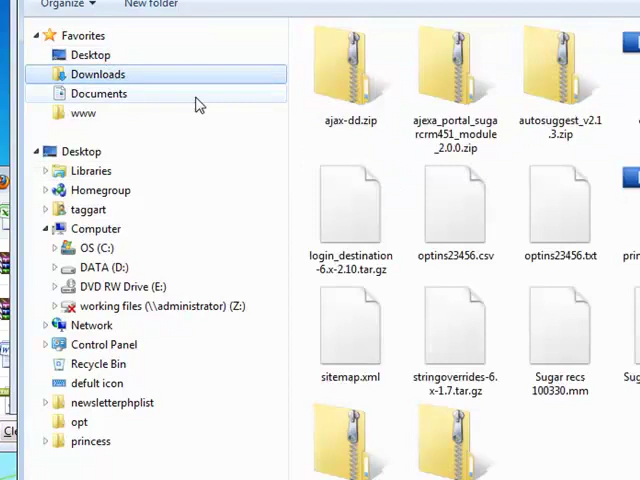 Organize
New folder
Favorites
Desktop
Downloads
Documents
www
Desktop
Libraries
Homegroup
taggart
Computer
OS (C:)
DATA (D:)
DVD RW Drive (E:)
working files (\\administrator) (Z:)
Network
Control Panel
Recycle Bin
defult icon
newsletterphplist
opt
princess
ajax-dd.zip
ajexa_portal_suga
rcrm451_module
_2.0.0.zip
autosuggest_v2.1
.3.zip
login_destination
-6.x-2.10.tar.gz
optins23456.csv
optins23456.txt
sitemap.xml
stringoverrides-6.
x-1.7.tar.gz
Sugar recs
100330.mm